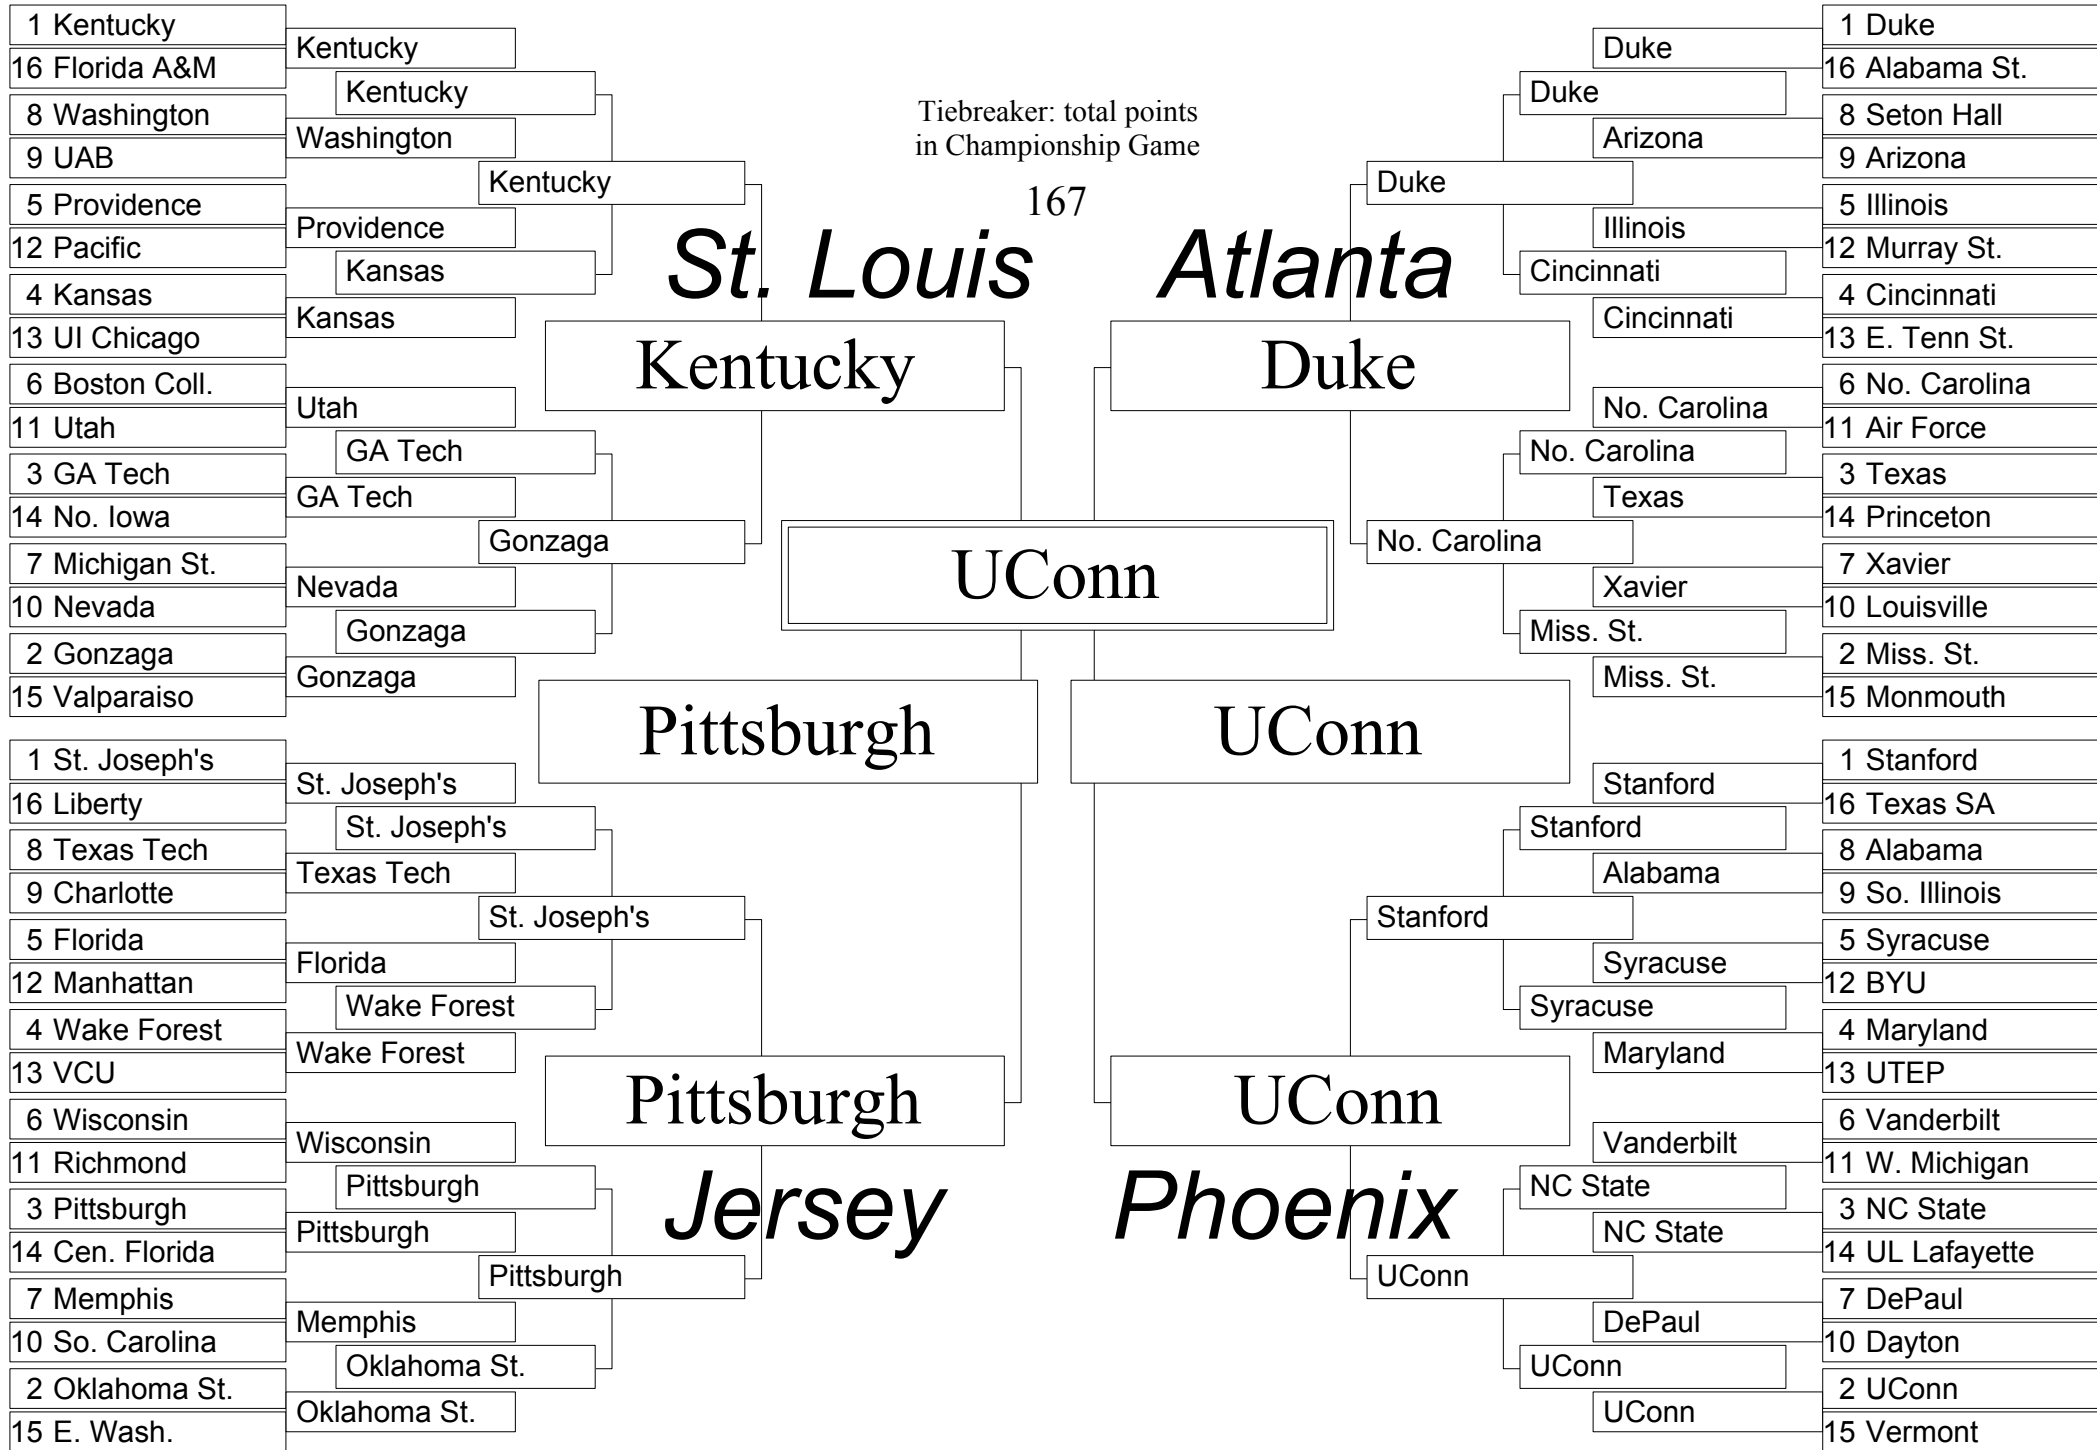 1 Kentucky
16 Florida A&M
8 Washington
9 UAB
5 Providence
12 Pacific
4 Kansas
13 UI Chicago
6 Boston Coll.
11 Utah
3 GA Tech
14 No. Iowa
7 Michigan St.
10 Nevada
2 Gonzaga
15 Valparaiso
1 St. Joseph's
16 Liberty
8 Texas Tech
9 Charlotte
5 Florida
12 Manhattan
4 Wake Forest
13 VCU
6 Wisconsin
11 Richmond
3 Pittsburgh
14 Cen. Florida
7 Memphis
10 So. Carolina
2 Oklahoma St.
15 E. Wash.
Kentucky
Washington
Providence
Kansas
Utah
GA Tech
Nevada
Gonzaga
St. Joseph's
Texas Tech
Florida
Wake Forest
Wisconsin
Pittsburgh
Memphis
Oklahoma St.
Kentucky
Kansas
GA Tech
Gonzaga
St. Joseph's
Wake Forest
Pittsburgh
Oklahoma St.
Kentucky
Gonzaga
St. Joseph's
Pittsburgh
St. Louis
Kentucky
Pittsburgh
Pittsburgh
Jersey
Tiebreaker: total points
in Championship Game
167
UConn
Atlanta
Duke
UConn
UConn
Phoenix
Duke
No. Carolina
Stanford
UConn
Duke
Cincinnati
No. Carolina
Miss. St.
Stanford
Syracuse
NC State
UConn
Duke
Arizona
Illinois
Cincinnati
No. Carolina
Texas
Xavier
Miss. St.
Stanford
Alabama
Syracuse
Maryland
Vanderbilt
NC State
DePaul
UConn
1 Duke
16 Alabama St.
8 Seton Hall
9 Arizona
5 Illinois
12 Murray St.
4 Cincinnati
13 E. Tenn St.
6 No. Carolina
11 Air Force
3 Texas
14 Princeton
7 Xavier
10 Louisville
2 Miss. St.
15 Monmouth
1 Stanford
16 Texas SA
8 Alabama
9 So. Illinois
5 Syracuse
12 BYU
4 Maryland
13 UTEP
6 Vanderbilt
11 W. Michigan
3 NC State
14 UL Lafayette
7 DePaul
10 Dayton
2 UConn
15 Vermont